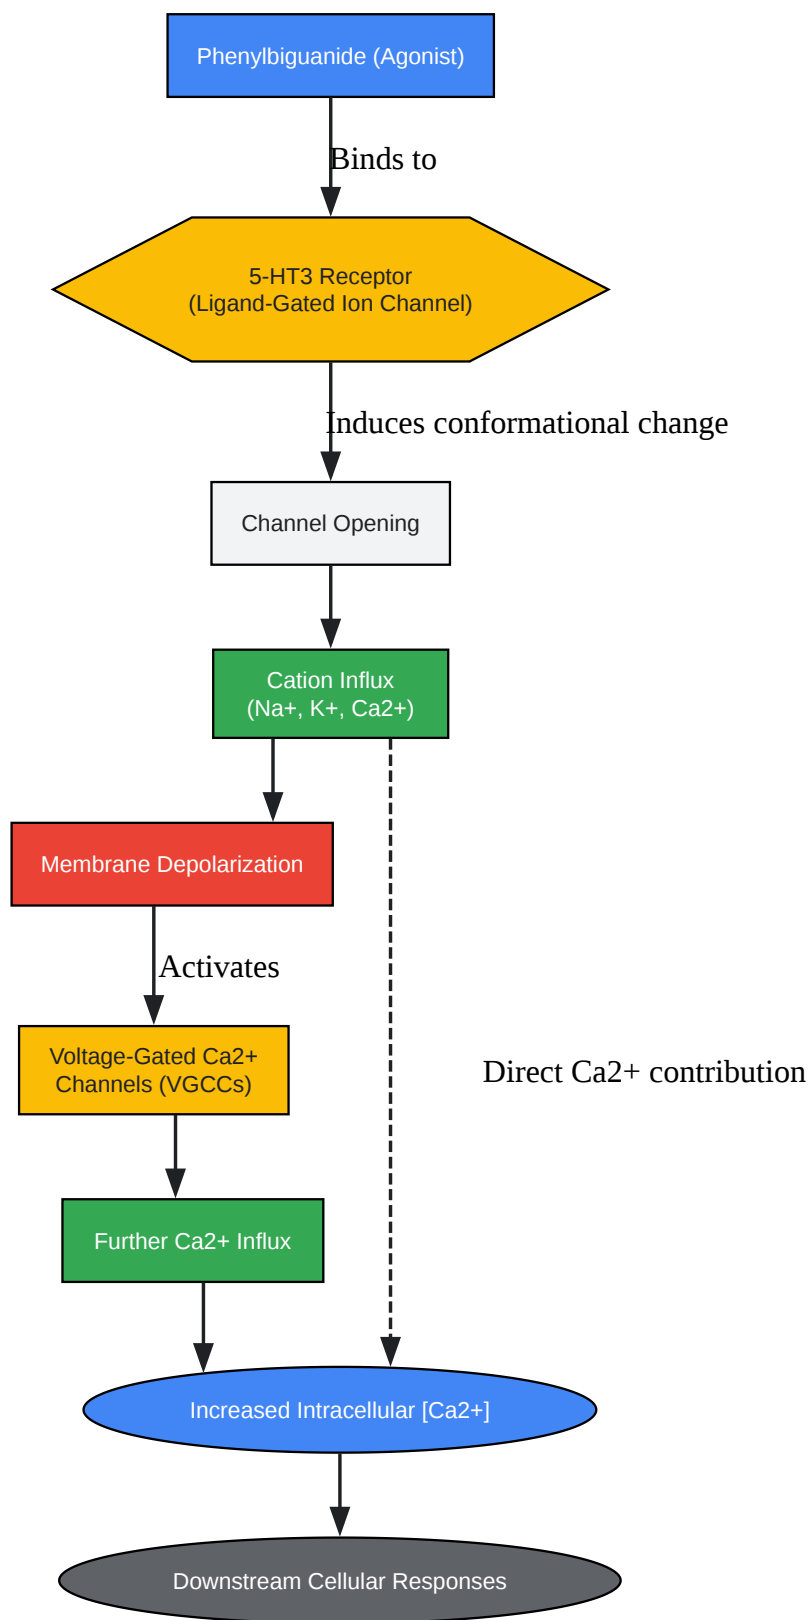 Phenylbiguanide (Agonist)
Binds to
5-HT3 Receptor
(Ligand-Gated Ion Channel)
Induces conformational change
Channel Opening
Cation Influx
(Na+, K+, Ca2+)
Membrane Depolarization
Activates
Voltage-Gated Ca2+
Channels (VGCCs)
Direct Ca2+ contribution
Further Ca2+ Influx
Increased Intracellular [Ca2+]
Downstream Cellular Responses